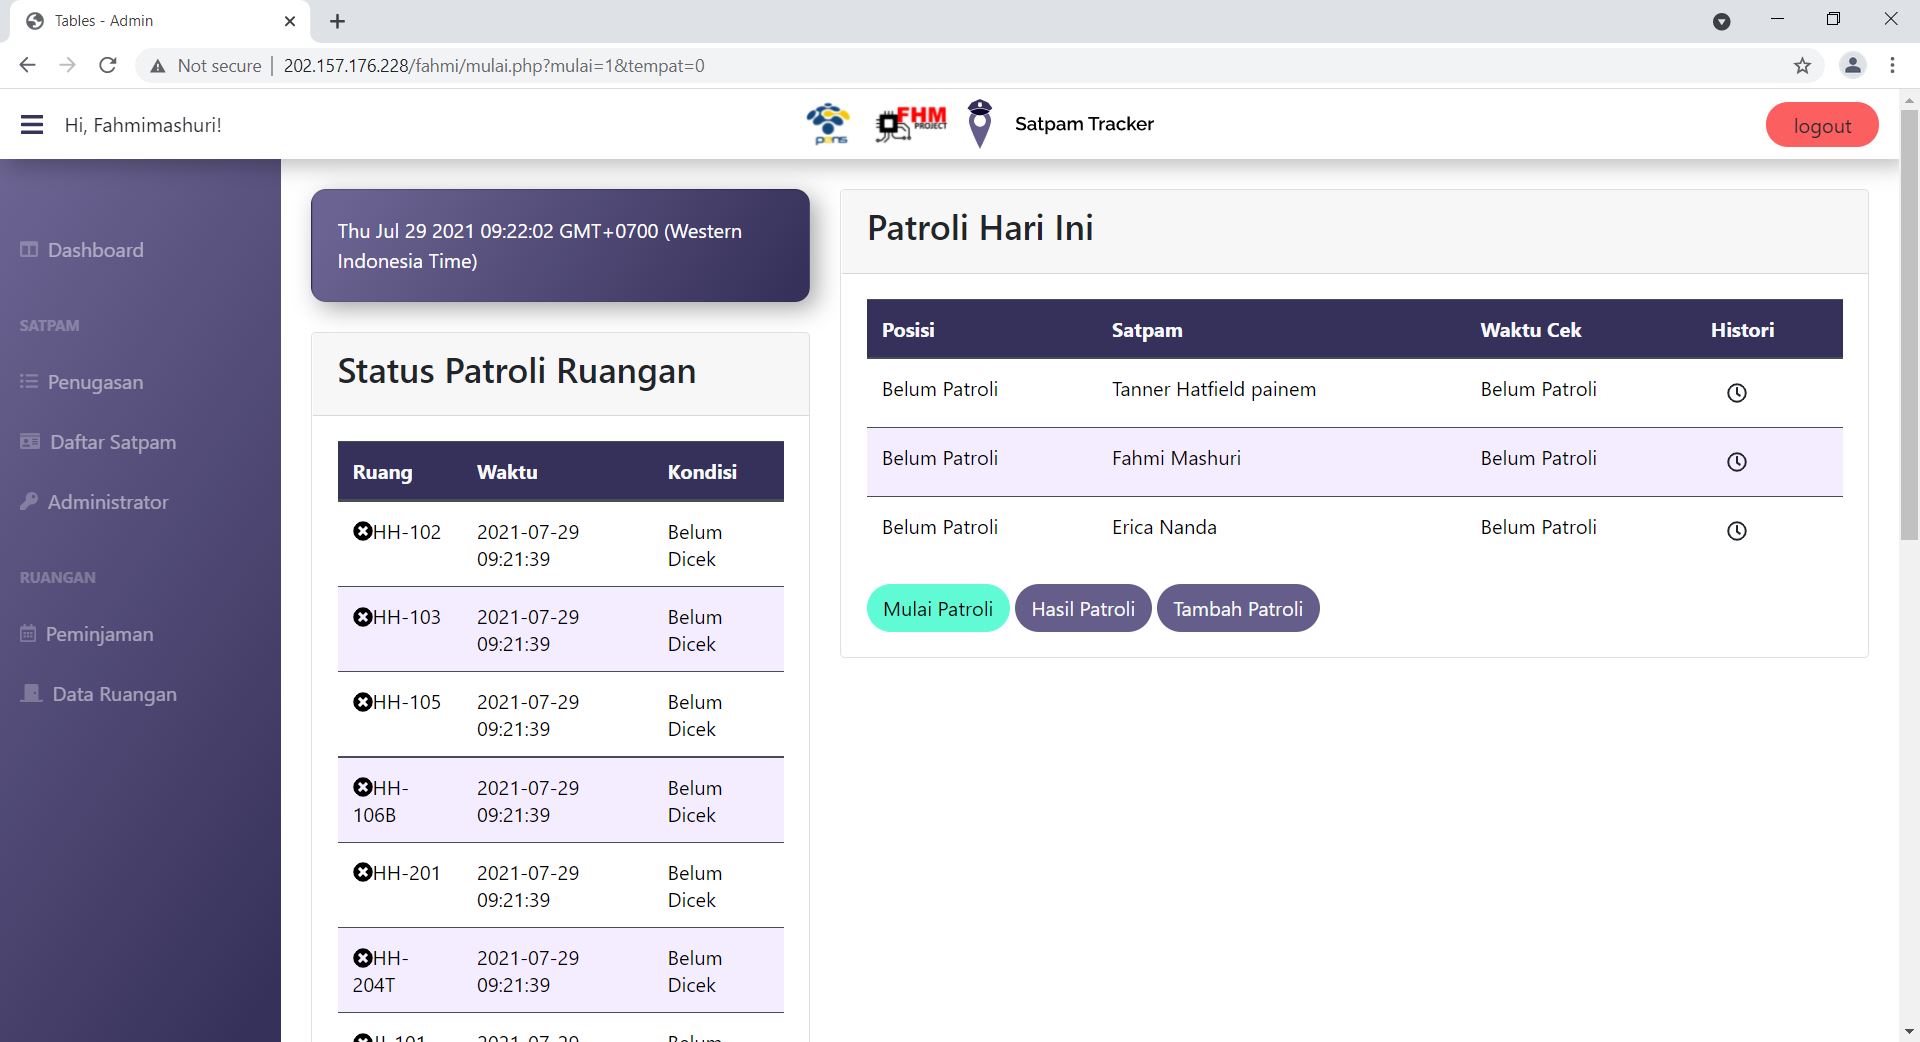 Tables - Admin
Not secure | 202.157.176.228/fahmi/mulai.php?mulai=1&tempat=0
Hi, Fahmimashuri!
pens
FHM
PROJECT
Satpam Tracker
logout
Dashboard
SATPAM
Penugasan
Daftar Satpam
Administrator
RUANGAN
Peminjaman
Data Ruangan
Thu Jul 29 2021 09:22:02 GMT+0700 (Western
Indonesia Time)
Status Patroli Ruangan
Ruang Waktu Kondisi
HH-102 2021-07-29 Belum
09:21:39 Dicek
HH-103 2021-07-29 Belum
09:21:39 Dicek
HH-105 2021-07-29 Belum
09:21:39 Dicek
HH- 2021-07-29 Belum
106B 09:21:39 Dicek
HH-201 2021-07-29 Belum
09:21:39 Dicek
HH- 2021-07-29 Belum
204T 09:21:39 Dicek
2021-07-29 Belum
Patroli Hari Ini
Posisi Satpam Waktu Cek Histori
Belum Patroli Tanner Hatfield painem Belum Patroli
Belum Patroli Fahmi Mashuri Belum Patroli
Belum Patroli Erica Nanda Belum Patroli
Mulai Patroli Hasil Patroli Tambah Patroli